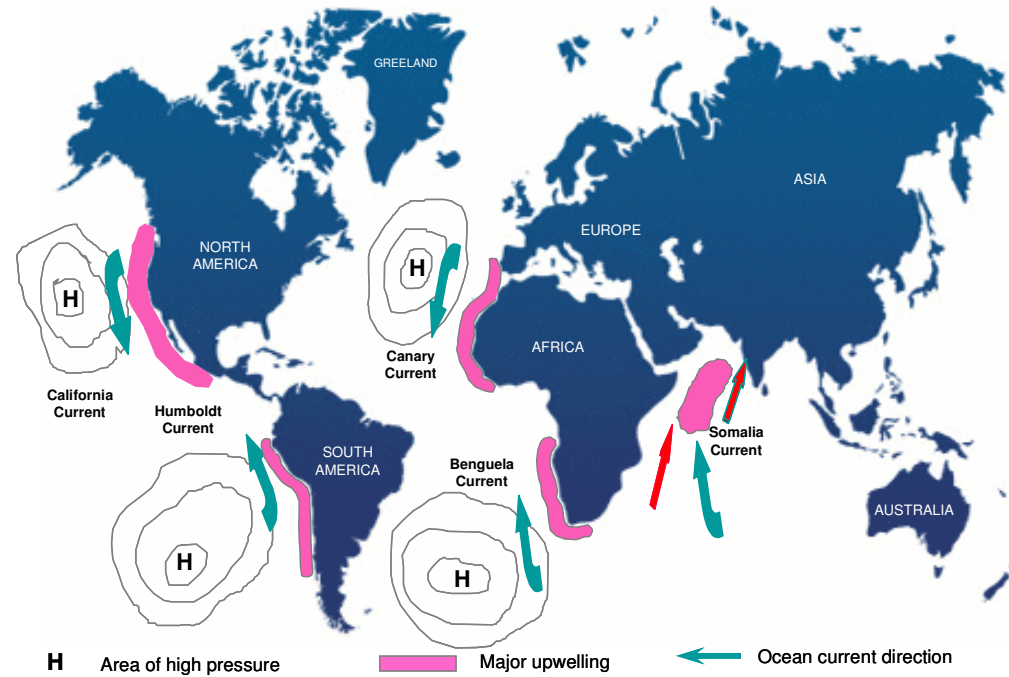 GREELAND
ASIA
EUROPE
NORTH
AMERICA
H
H
AFRICA
Canary
Current
California
Current
Humboldt
Current
Somalia
Current
SOUTH
AMERICA
Benguela
Current
AUSTRALIA
H
H
H Area of high pressure
Major upwelling
Ocean current direction